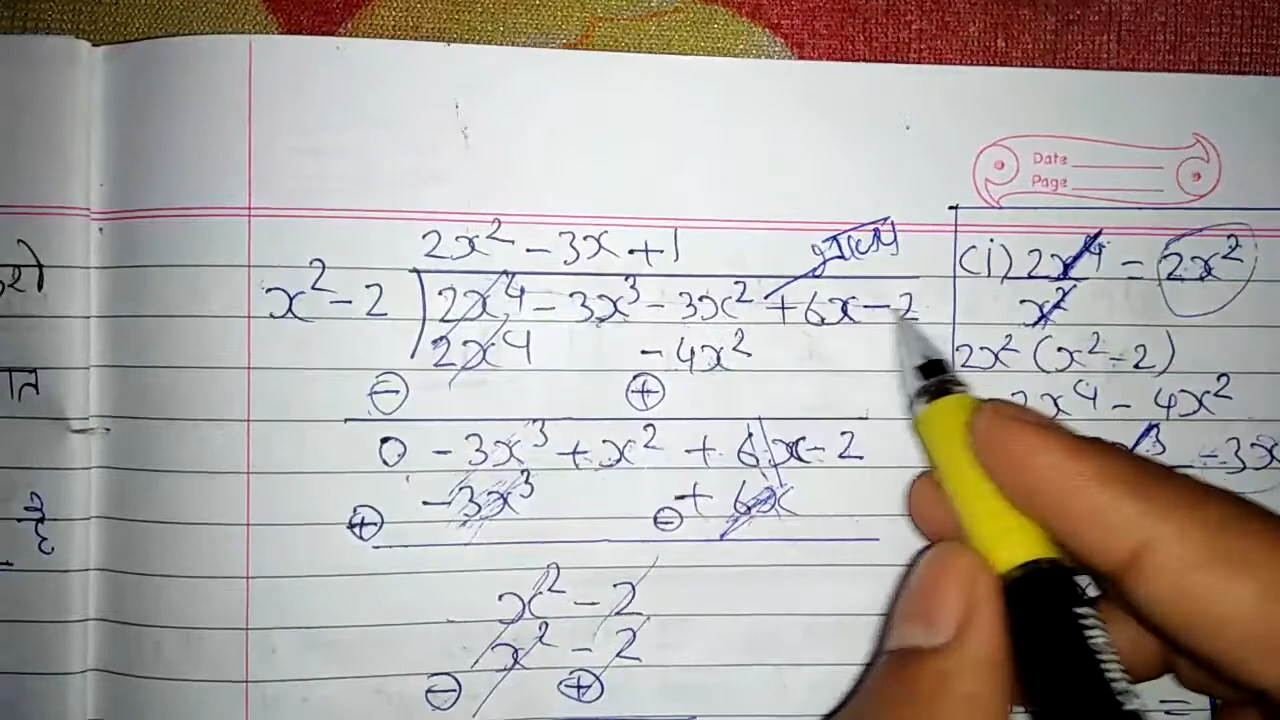 Date
Page
2x² - 3x + 1
x² - 2 ) 2x⁴ - 3x³ - 3x² + 6x - 2
2x⁴ - 4x²
⊖ ⊕
0 - 3x³ + x² + 6x - 2
- 3x³ + 6x
⊕ ⊖
x² - 2
x² - 2
⊖ ⊕
(i) 2x⁴ = 2x²
x²
2x² (x² - 2)
2x⁴ - 4x²
-3x
=